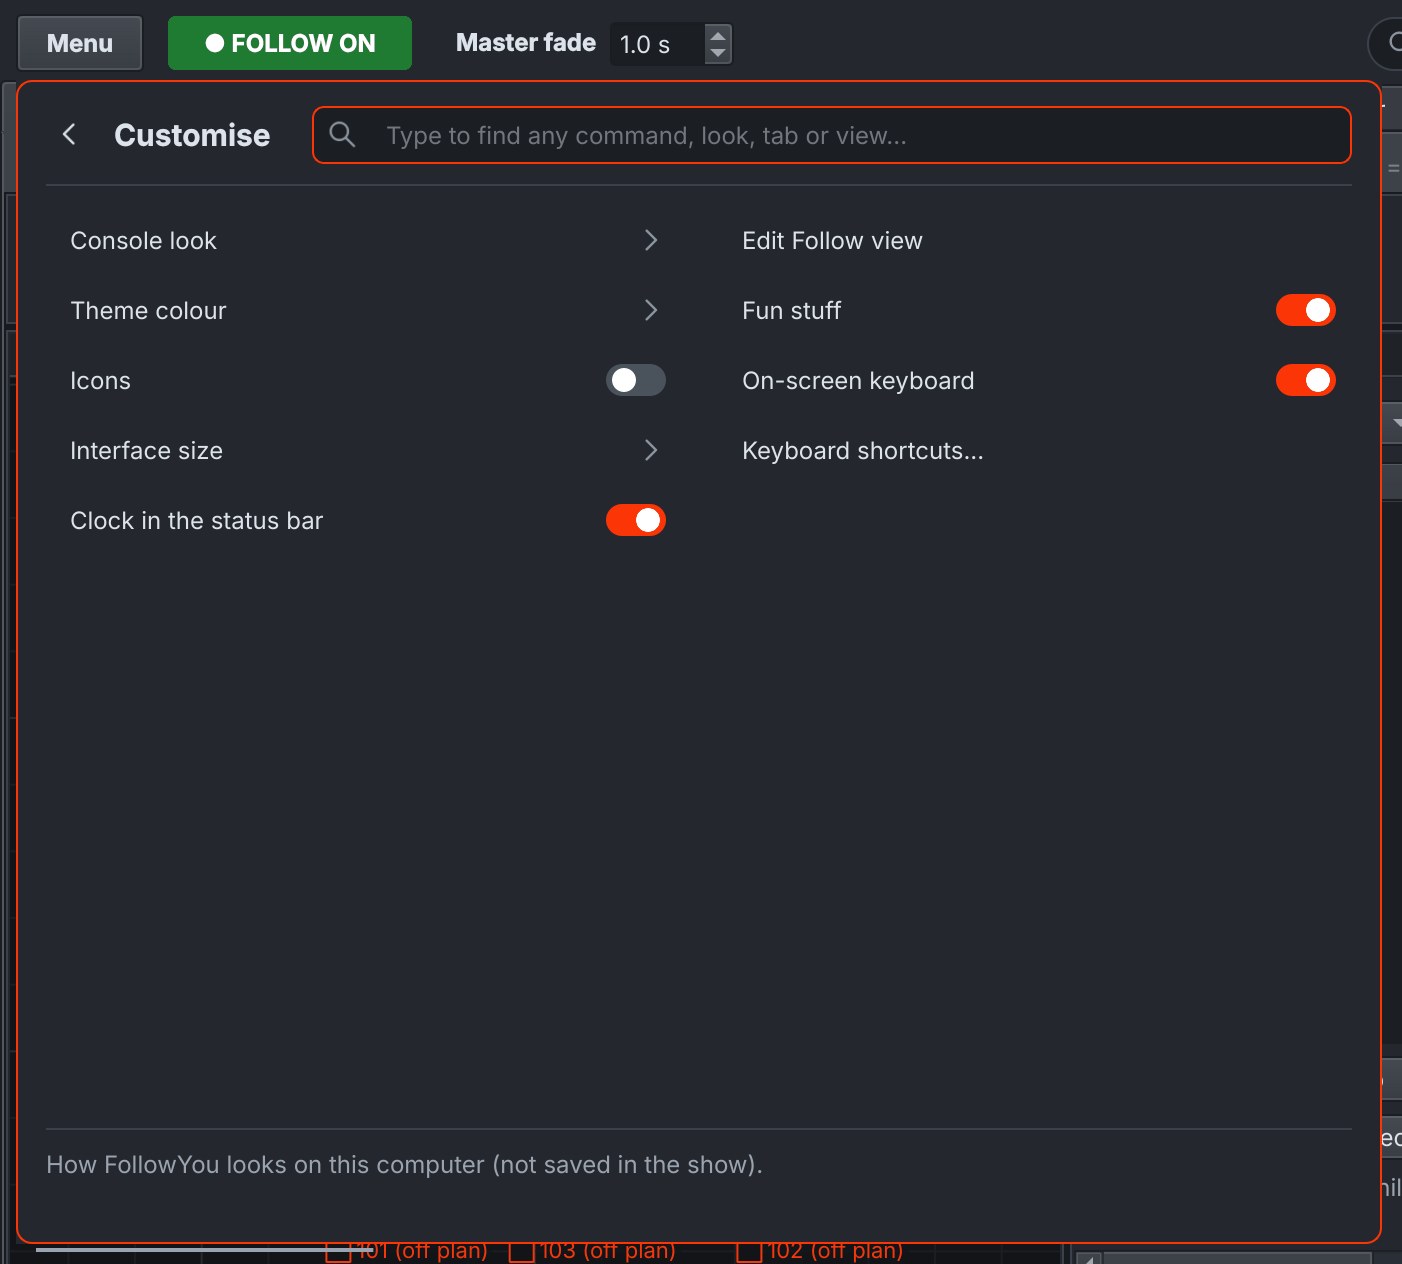 Menu
FOLLOW ON
Master fade
1.0 s
Customise
Type to find any command, look, tab or view...
Console look
Theme colour
Icons
Interface size
Clock in the status bar
Edit Follow view
Fun stuff
On-screen keyboard
Keyboard shortcuts...
How FollowYou looks on this computer (not saved in the show).
101 (off plan)
103 (off plan)
102 (off plan)